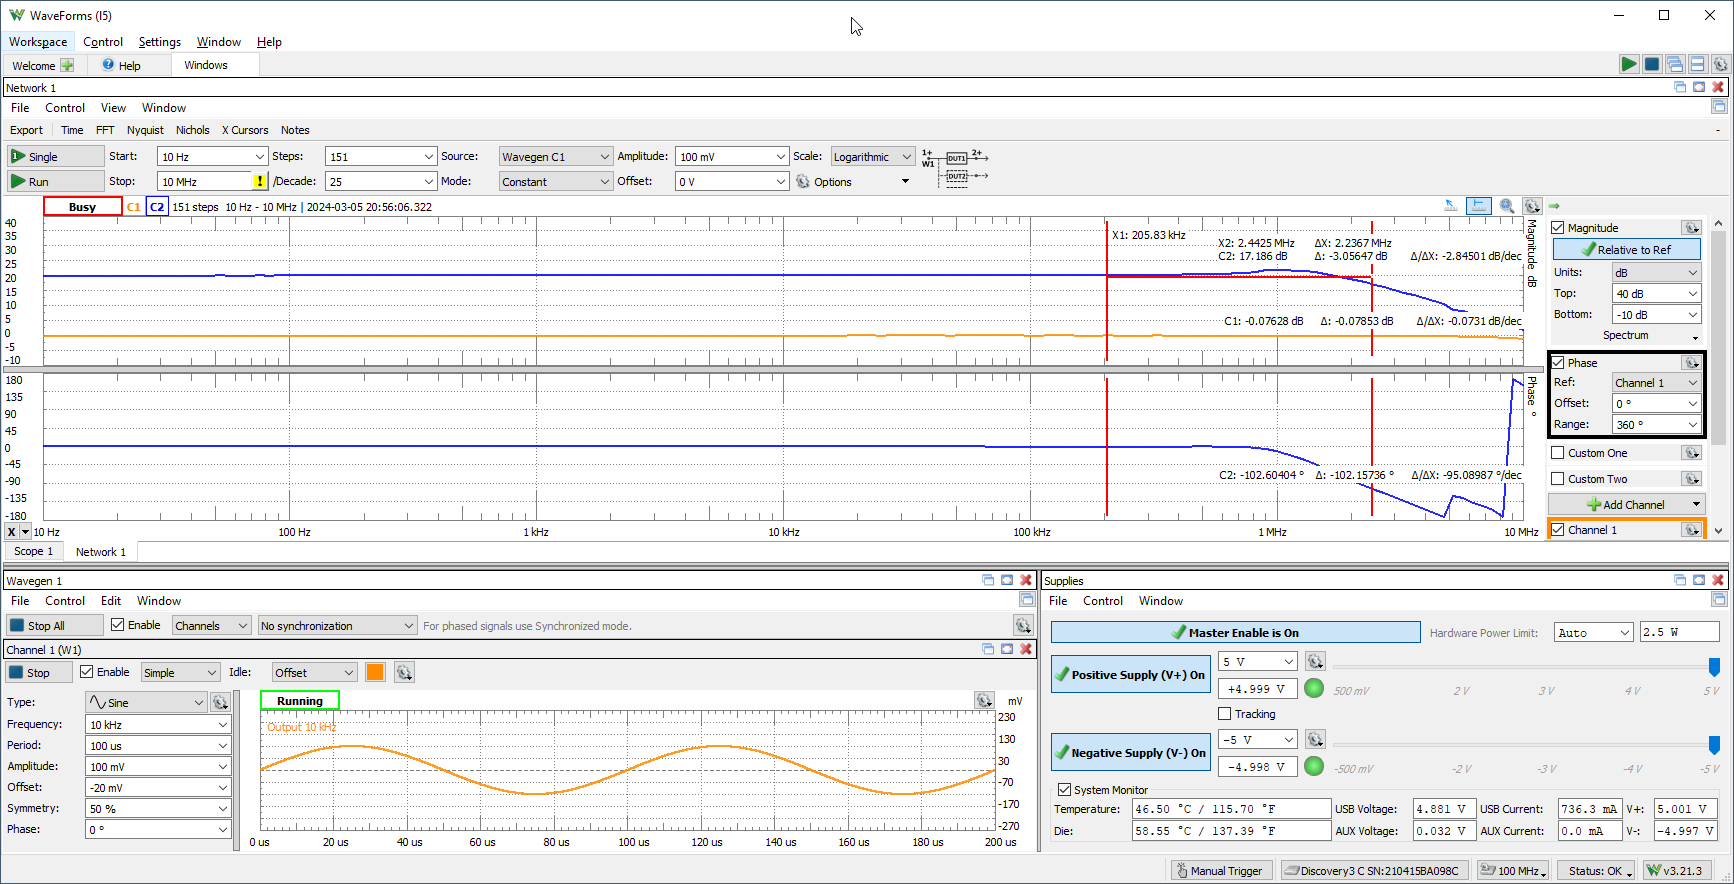 WaveForms (I5)
Workspace Control Settings Window Help
Welcome Help Windows
Network 1
File Control View Window
Export Time FFT Nyquist Nichols X Cursors Notes
Single Start: 10 Hz Steps: 151 Source: Wavegen C1 Amplitude: 100 mV Scale: Logarithmic 1+ W1 DUT1 2+
Run Stop: 10 MHz ! /Decade: 25 Mode: Constant Offset: 0 V Options DUT2
Busy C1 C2 151 steps 10 Hz - 10 MHz | 2024-03-05 20:56:06.322
40
35
30
25
20
15
10
5
0
-5
-10
X1: 205.83 kHz
X2: 2.4425 MHz ΔX: 2.2367 MHz
C2: 17.186 dB Δ: -3.05647 dB Δ/ΔX: -2.84501 dB/dec
C1: -0.07628 dB Δ: -0.07853 dB Δ/ΔX: -0.0731 dB/dec
Magnitude dB
180
135
90
45
0
-45
-90
-135
-180
C2: -102.60404 ° Δ: -102.15736 ° Δ/ΔX: -95.08987 °/dec
Phase °
X 10 Hz 100 Hz 1 kHz 10 kHz 100 kHz 1 MHz 10 MHz
Magnitude
Relative to Ref
Units: dB
Top: 40 dB
Bottom: -10 dB
Spectrum
Phase
Ref: Channel 1
Offset: 0 °
Range: 360 °
Custom One
Custom Two
Add Channel
Channel 1
Scope 1 Network 1
Wavegen 1
File Control Edit Window
Stop All Enable Channels No synchronization For phased signals use Synchronized mode.
Channel 1 (W1)
Stop Enable Simple Idle: Offset
Type: Sine
Frequency: 10 kHz
Period: 100 us
Amplitude: 100 mV
Offset: -20 mV
Symmetry: 50 %
Phase: 0 °
Running mV
Output 10 kHz
230
130
30
-70
-170
-270
0 us 20 us 40 us 60 us 80 us 100 us 120 us 140 us 160 us 180 us 200 us
Supplies
File Control Window
Master Enable is On Hardware Power Limit: Auto 2.5 W
Positive Supply (V+) On 5 V
+4.999 V 500 mV 2 V 3 V 4 V 5 V
Tracking
Negative Supply (V-) On -5 V
-4.998 V -500 mV -2 V -3 V -4 V -5 V
System Monitor
Temperature: 46.50 °C / 115.70 °F USB Voltage: 4.881 V USB Current: 736.3 mA V+: 5.001 V
Die: 58.55 °C / 137.39 °F AUX Voltage: 0.032 V AUX Current: 0.0 mA V-: -4.997 V
Manual Trigger Discovery3 C SN:210415BA098C 100 MHz Status: OK v3.21.3